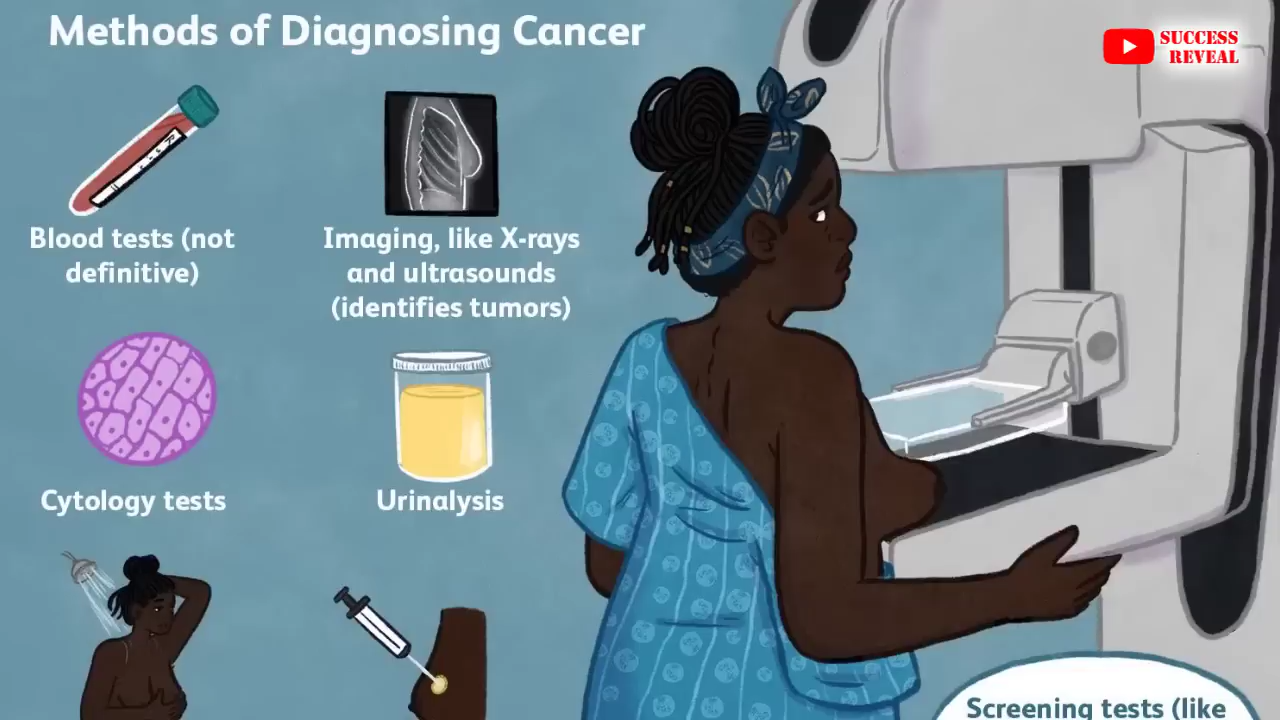 Methods of Diagnosing Cancer
SUCCESS
REVEAL
Blood tests (not
definitive)
Imaging, like X-rays
and ultrasounds
(identifies tumors)
Cytology tests
Urinalysis
Screening tests (like